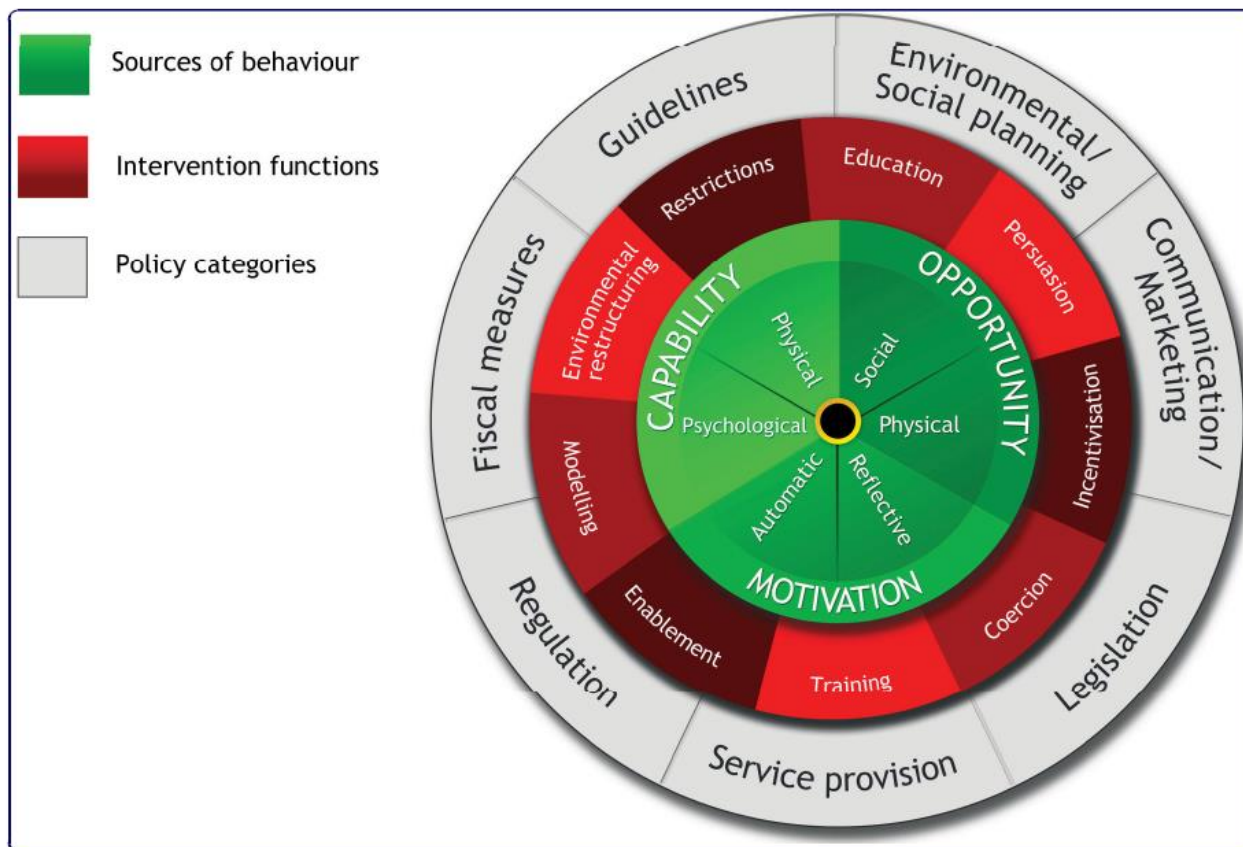 Sources of behaviour
Intervention functions
Policy categories
Guidelines
Environmental/
Social planning
Communication/
Marketing
Legislation
Service provision
Regulation
Fiscal measures
Restrictions
Education
Persuasion
Incentivisation
Coercion
Training
Enablement
Modelling
Environmental
restructuring
CAPABILITY
OPPORTUNITY
MOTIVATION
Physical
Social
Physical
Reflective
Automatic
Psychological